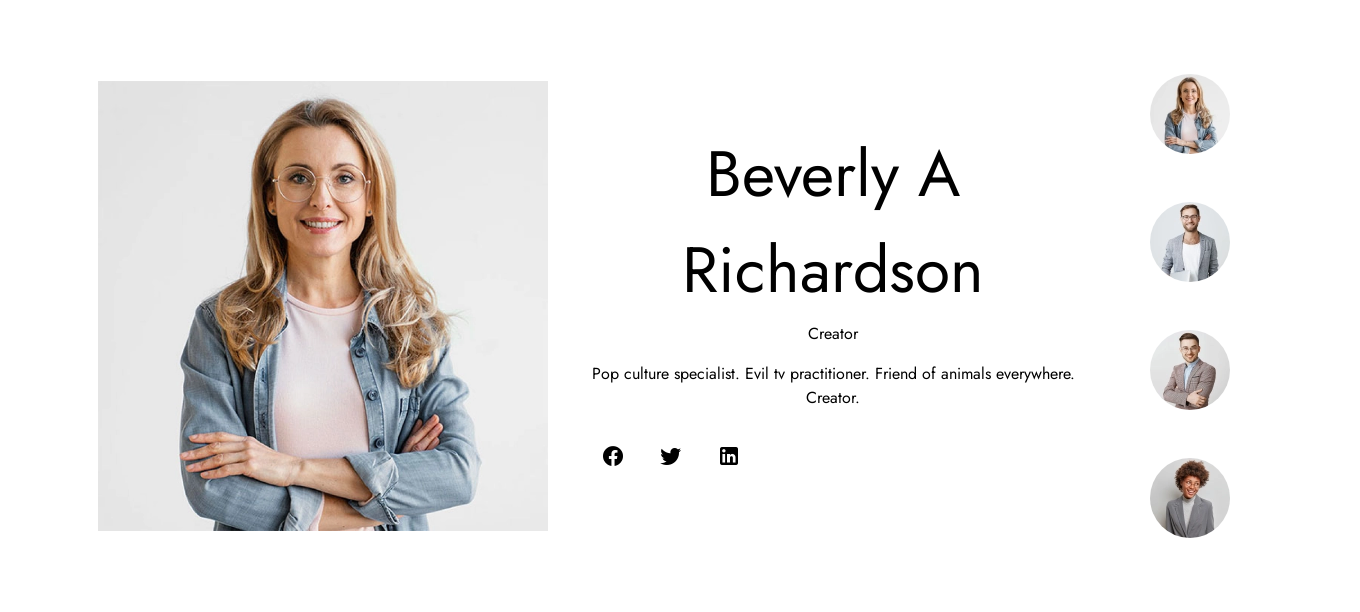 Beverly A
Richardson
Creator
Pop culture specialist. Evil tv practitioner. Friend of animals everywhere.
Creator.